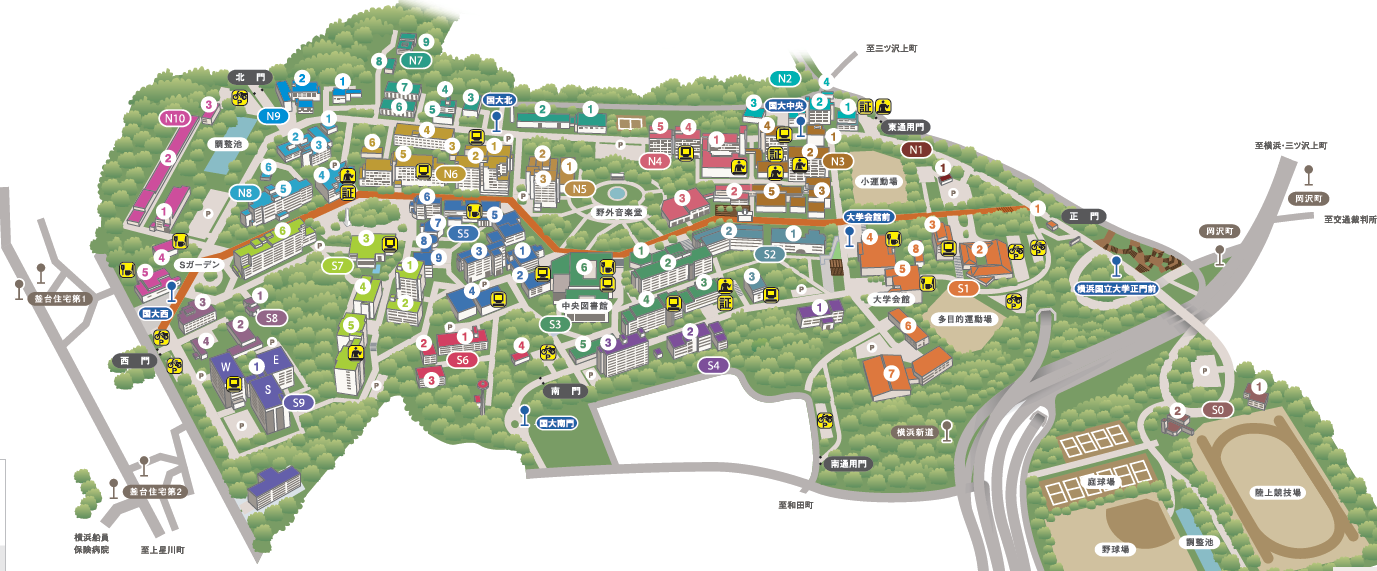 至三ツ沢上町
北 門
N7
N2
国大北
国大中央
N10
N9
調整池
東通用門
N1
至横浜・三ツ沢上町
N4
N3
N6
N8
N5
小運動場
岡沢町
野外音楽堂
大学会館前
正 門
至交通裁判所
岡沢町
S5
S2
Sガーデン
S7
中央図書館
大学会館
S1
横浜国立大学正門前
釜台住宅第1
国大西
S8
S3
多目的運動場
西 門
S6
S4
W
E
S
S9
南 門
国大南門
S0
横浜新道
南通用門
庭球場
釜台住宅第2
陸上競技場
至和田町
横浜船員
保険病院
至上星川町
野球場
調整池